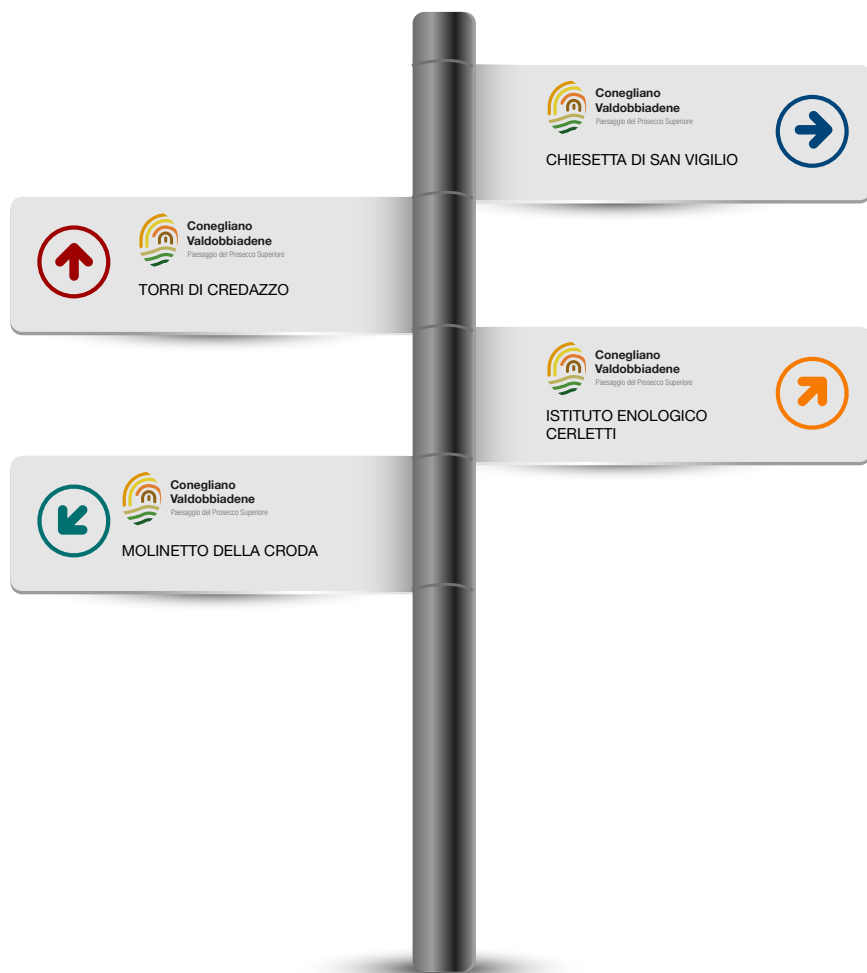 Conegliano
Valdobbiadene
Paesaggio del Prosecco Superiore
CHIESETTA DI SAN VIGILIO
Conegliano
Valdobbiadene
Paesaggio del Prosecco Superiore
TORRI DI CREDAZZO
Conegliano
Valdobbiadene
Paesaggio del Prosecco Superiore
ISTITUTO ENOLOGICO
CERLETTI
Conegliano
Valdobbiadene
Paesaggio del Prosecco Superiore
MOLINETTO DELLA CRODA